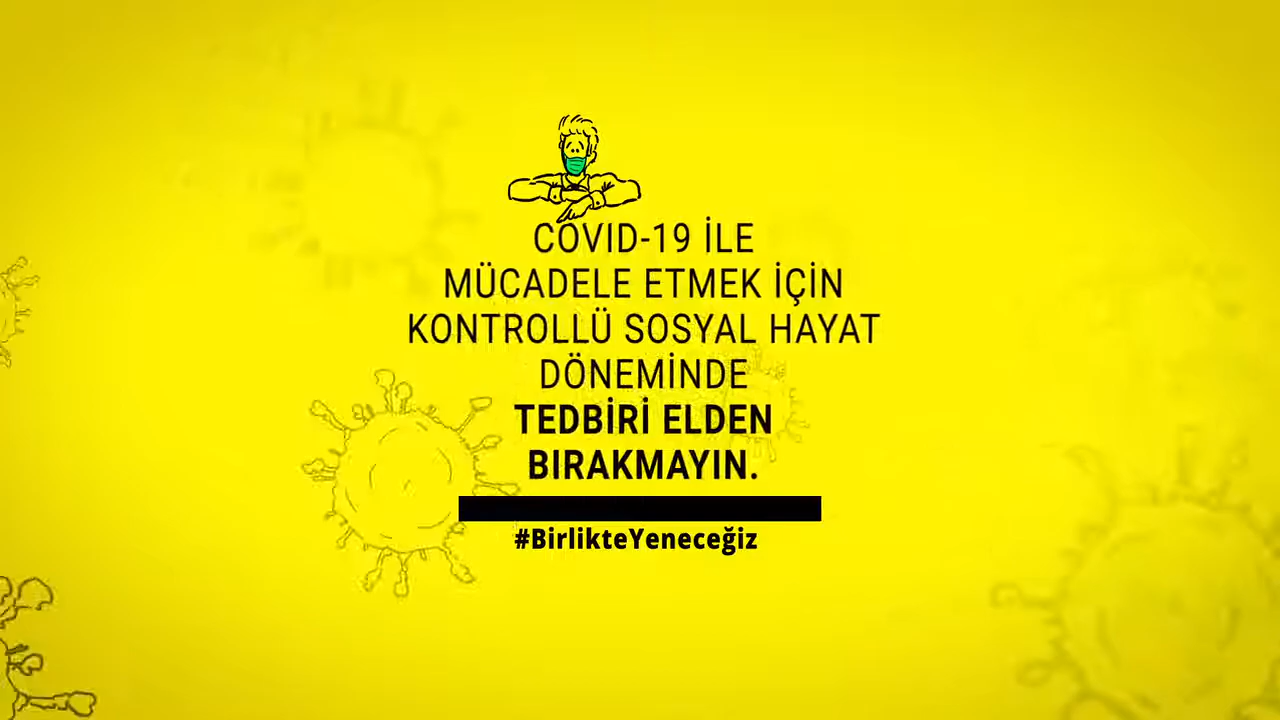 COVID-19 İLE
MÜCADELE ETMEK İÇİN
KONTROLLÜ SOSYAL HAYAT
DÖNEMİNDE
TEDBİRİ ELDEN
BIRAKMAYIN.
#BirlikteYeneceğiz